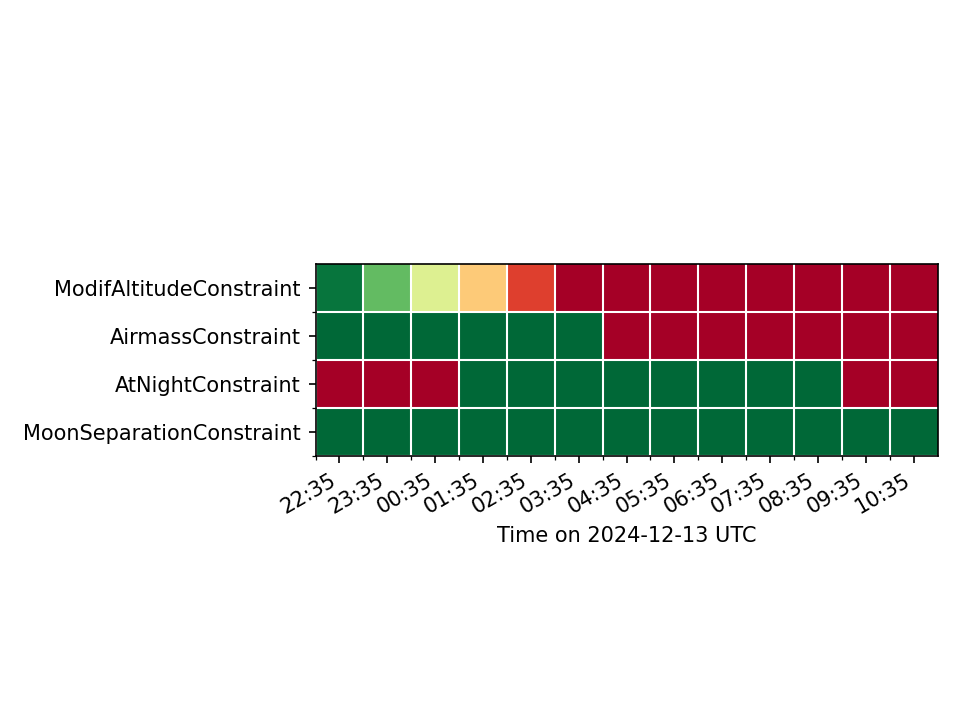 ModifAltitudeConstraint
AirmassConstraint
AtNightConstraint
MoonSeparationConstraint
22:35 23:35 00:35 01:35 02:35 03:35 04:35 05:35 06:35 07:35 08:35 09:35 10:35
Time on 2024-12-13 UTC